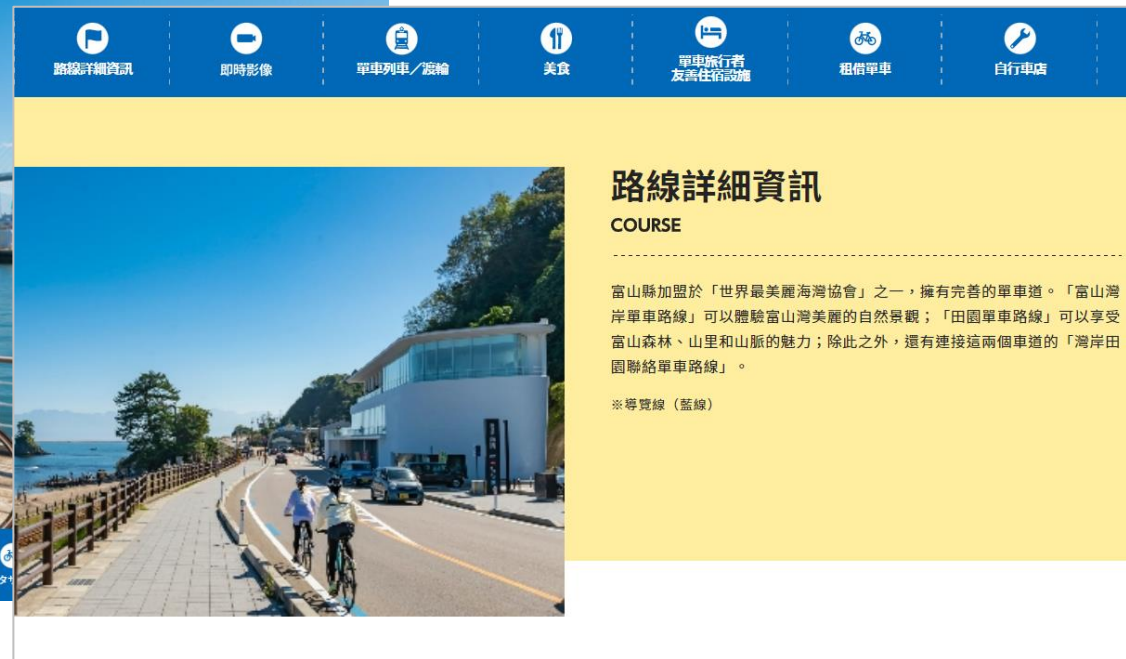 路線詳細資訊
即時影像
單車列車／渡輪
美食
單車旅行者
友善住宿設施
租借單車
自行車店
路線詳細資訊
COURSE
富山縣加盟於「世界最美麗海灣協會」之一，擁有完善的單車道。「富山灣
岸單車路線」可以體驗富山灣美麗的自然景觀；「田園單車路線」可以享受
富山森林、山里和山脈的魅力；除此之外，還有連接這兩個車道的「灣岸田
園聯絡單車路線」。
※導覽線（藍線）